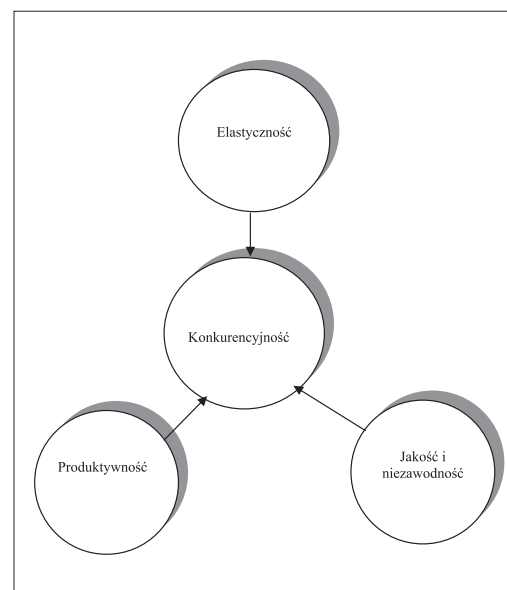 Elastyczność
Konkurencyjność
Produktywność
Jakość i
niezawodność